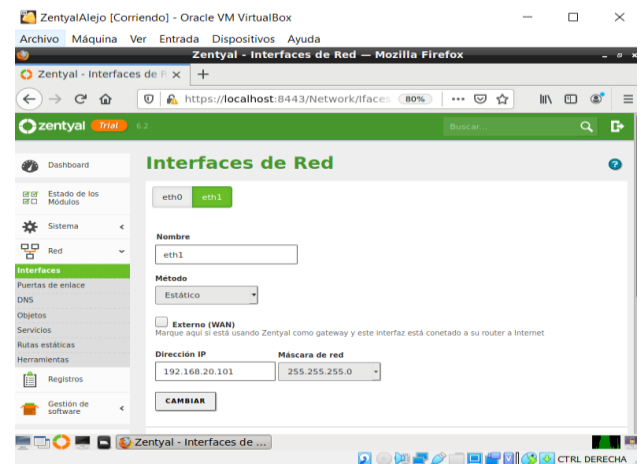 ZentyalAlejo [Corriendo] - Oracle VM VirtualBox
Archivo Máquina Ver Entrada Dispositivos Ayuda
Zentyal - Interfaces de Red — Mozilla Firefox
Zentyal - Interfaces de R
https://localhost:8443/Network/Ifaces 80%
zentyal Trial 6.2 Buscar...
Dashboard
Estado de los Módulos
Sistema
Red
Interfaces
Puertas de enlace
DNS
Objetos
Servicios
Rutas estáticas
Herramientas
Registros
Gestión de software
Interfaces de Red
eth0 eth1
Nombre
eth1
Método
Estático
Externo (WAN)
Marque aquí si está usando Zentyal como gateway y este interfaz está conetado a su router a Internet
Dirección IP Máscara de red
192.168.20.101 255.255.255.0
CAMBIAR
Zentyal - Interfaces de ...
CTRL DERECHA